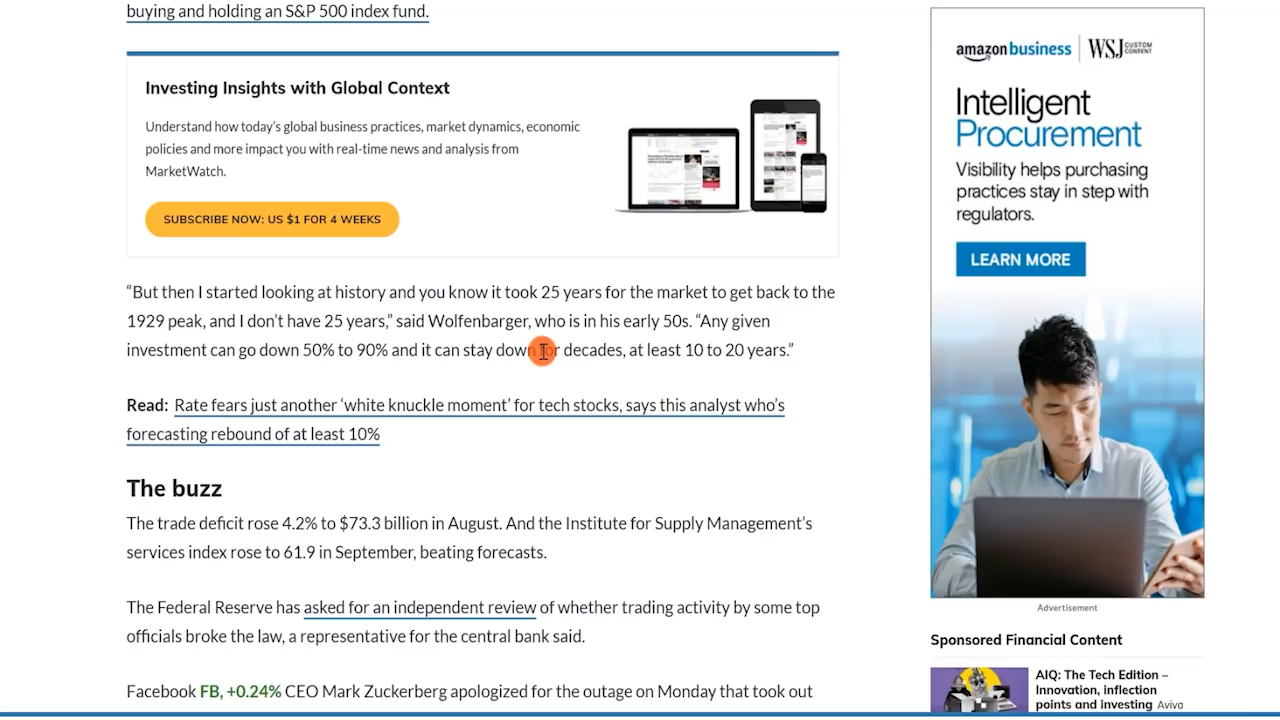 buying and holding an S&P 500 index fund.
Investing Insights with Global Context
Understand how today's global business practices, market dynamics, economic
policies and more impact you with real-time news and analysis from
MarketWatch.
SUBSCRIBE NOW: US $1 FOR 4 WEEKS
“But then I started looking at history and you know it took 25 years for the market to get back to the
1929 peak, and I don’t have 25 years,” said Wolfenbarger, who is in his early 50s. “Any given
investment can go down 50% to 90% and it can stay down for decades, at least 10 to 20 years.”
Read: Rate fears just another ‘white knuckle moment’ for tech stocks, says this analyst who’s
forecasting rebound of at least 10%
The buzz
The trade deficit rose 4.2% to $73.3 billion in August. And the Institute for Supply Management’s
services index rose to 61.9 in September, beating forecasts.
The Federal Reserve has asked for an independent review of whether trading activity by some top
officials broke the law, a representative for the central bank said.
Facebook FB, +0.24% CEO Mark Zuckerberg apologized for the outage on Monday that took out
amazon business | WSJ CUSTOM CONTENT
Intelligent
Procurement
Visibility helps purchasing
practices stay in step with
regulators.
LEARN MORE
Advertisement
Sponsored Financial Content
AIQ: The Tech Edition –
Innovation, inflection
points and investing Aviva